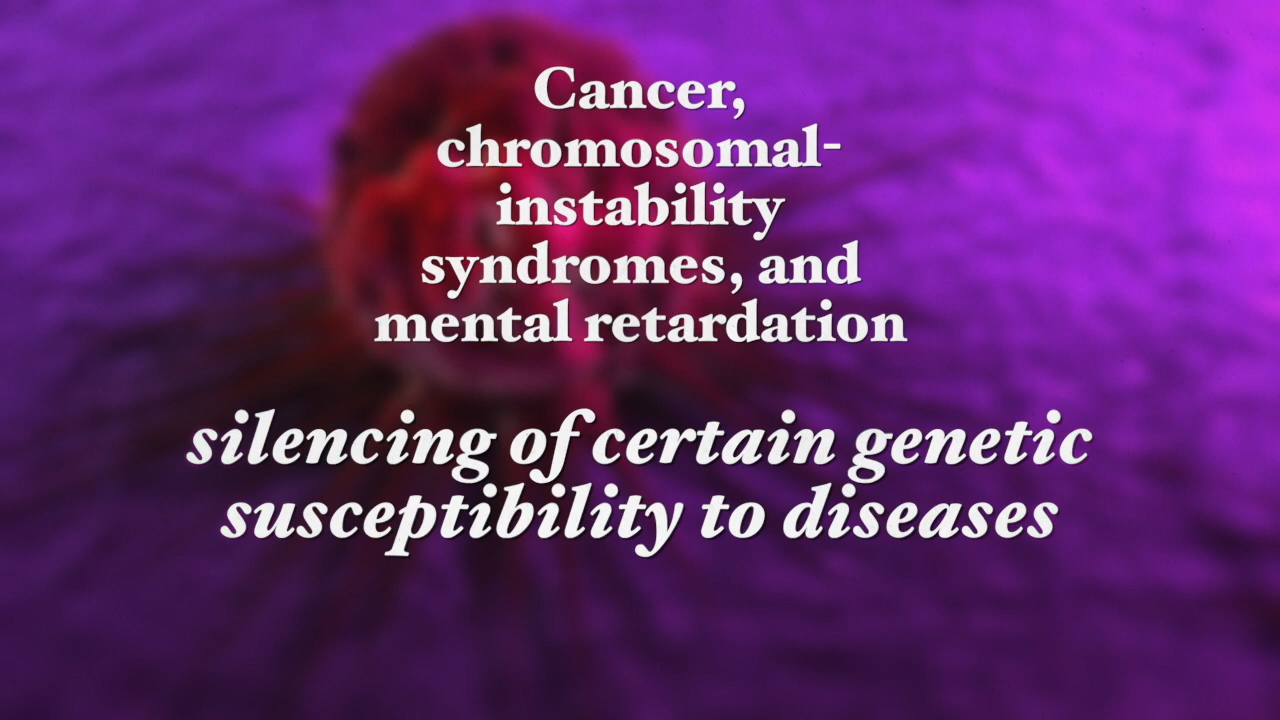 Cancer,
chromosomal-
instability
syndromes, and
mental retardation
silencing of certain genetic
susceptibility to diseases